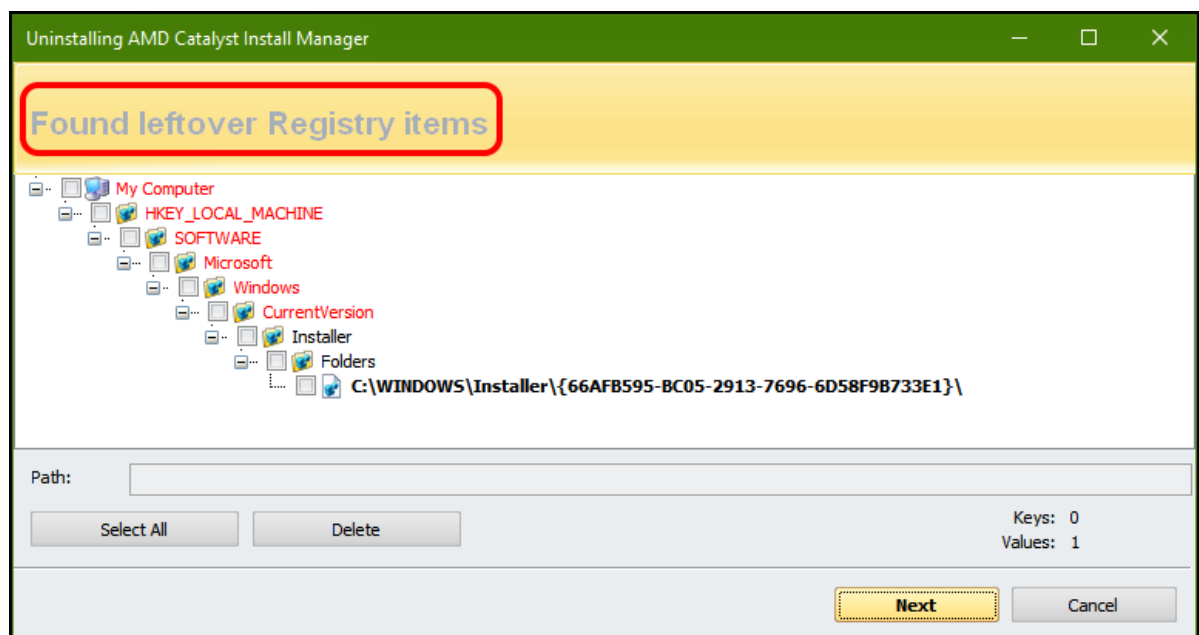 Uninstalling AMD Catalyst Install Manager
Found leftover Registry items
My Computer
HKEY_LOCAL_MACHINE
SOFTWARE
Microsoft
Windows
CurrentVersion
Installer
Folders
C:\WINDOWS\Installer\{66AFB595-BC05-2913-7696-6D58F9B733E1}\
Path:
Select All Delete Keys: 0
Values: 1
Next Cancel